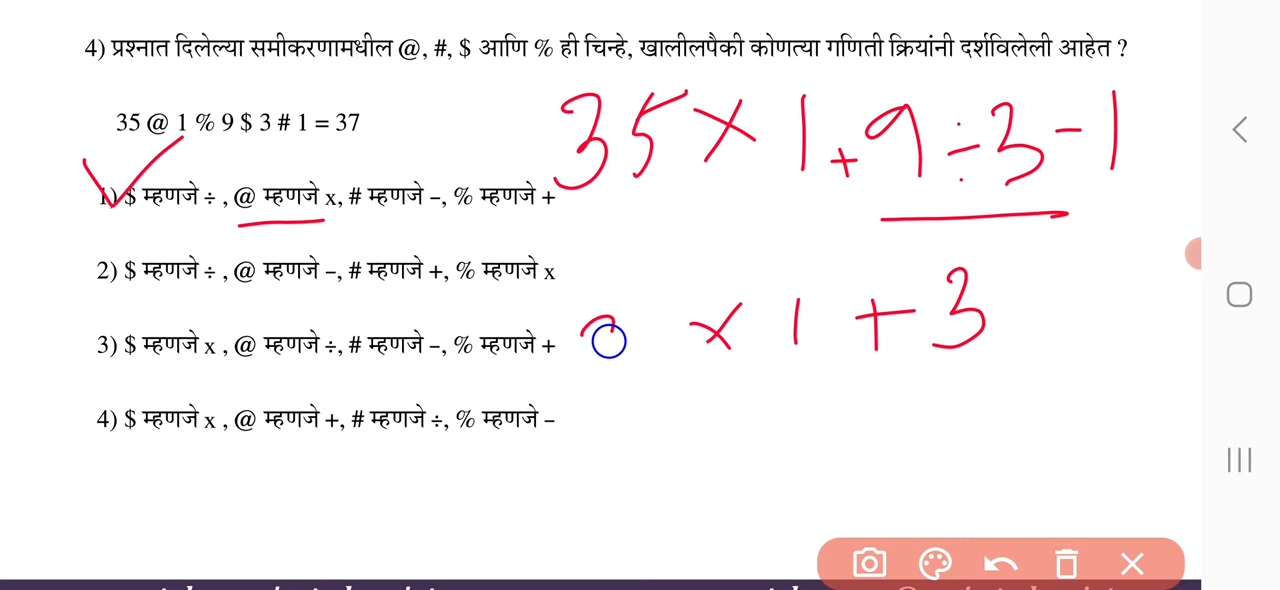 4) प्रश्नात दिलेल्या समीकरणामधील @, #, $ आणि % ही चिन्हे, खालीलपैकी कोणत्या गणिती क्रियांनी दर्शविलेली आहेत ?
35 @ 1 % 9 $ 3 # 1 = 37
35 × 1 + 9 ÷ 3 - 1
1) $ म्हणजे ÷ , @ म्हणजे x, # म्हणजे –, % म्हणजे +
2) $ म्हणजे ÷ , @ म्हणजे –, # म्हणजे +, % म्हणजे x
× 1 + 3
3) $ म्हणजे x , @ म्हणजे ÷, # म्हणजे –, % म्हणजे +
4) $ म्हणजे x , @ म्हणजे +, # म्हणजे ÷, % म्हणजे –